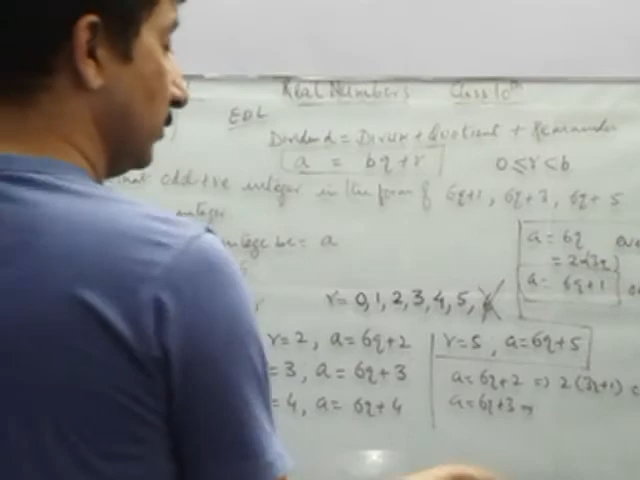 Real Numbers Class 10th
EDL
Dividend = Divisor × Quotient + Remainder
a = bq + r 0 ≤ r < b
that odd +ve integer in the form of 6q+1, 6q+3, 6q+5
integer
integer be = a
a = 6q
= 2(3q)
a = 6q+1
r = 0, 1, 2, 3, 4, 5, 6
r=2, a=6q+2
=3, a=6q+3
=4, a=6q+4
r=5, a=6q+5
a=6q+2 => 2(3q+1)
a=6q+3 =>